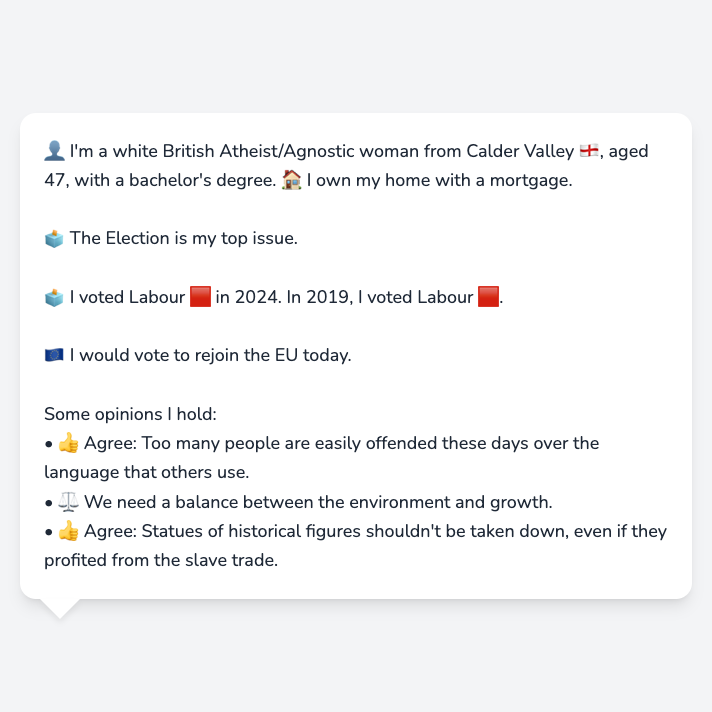 👤 I'm a white British Atheist/Agnostic woman from Calder Valley 🏴󠁧󠁢󠁥󠁮󠁧󠁿, aged
47, with a bachelor's degree. 🏠 I own my home with a mortgage.
🗳️ The Election is my top issue.
🗳️ I voted Labour 🟥 in 2024. In 2019, I voted Labour 🟥.
🇪🇺 I would vote to rejoin the EU today.
Some opinions I hold:
• 👍 Agree: Too many people are easily offended these days over the
language that others use.
• ⚖️ We need a balance between the environment and growth.
• 👍 Agree: Statues of historical figures shouldn't be taken down, even if they
profited from the slave trade.